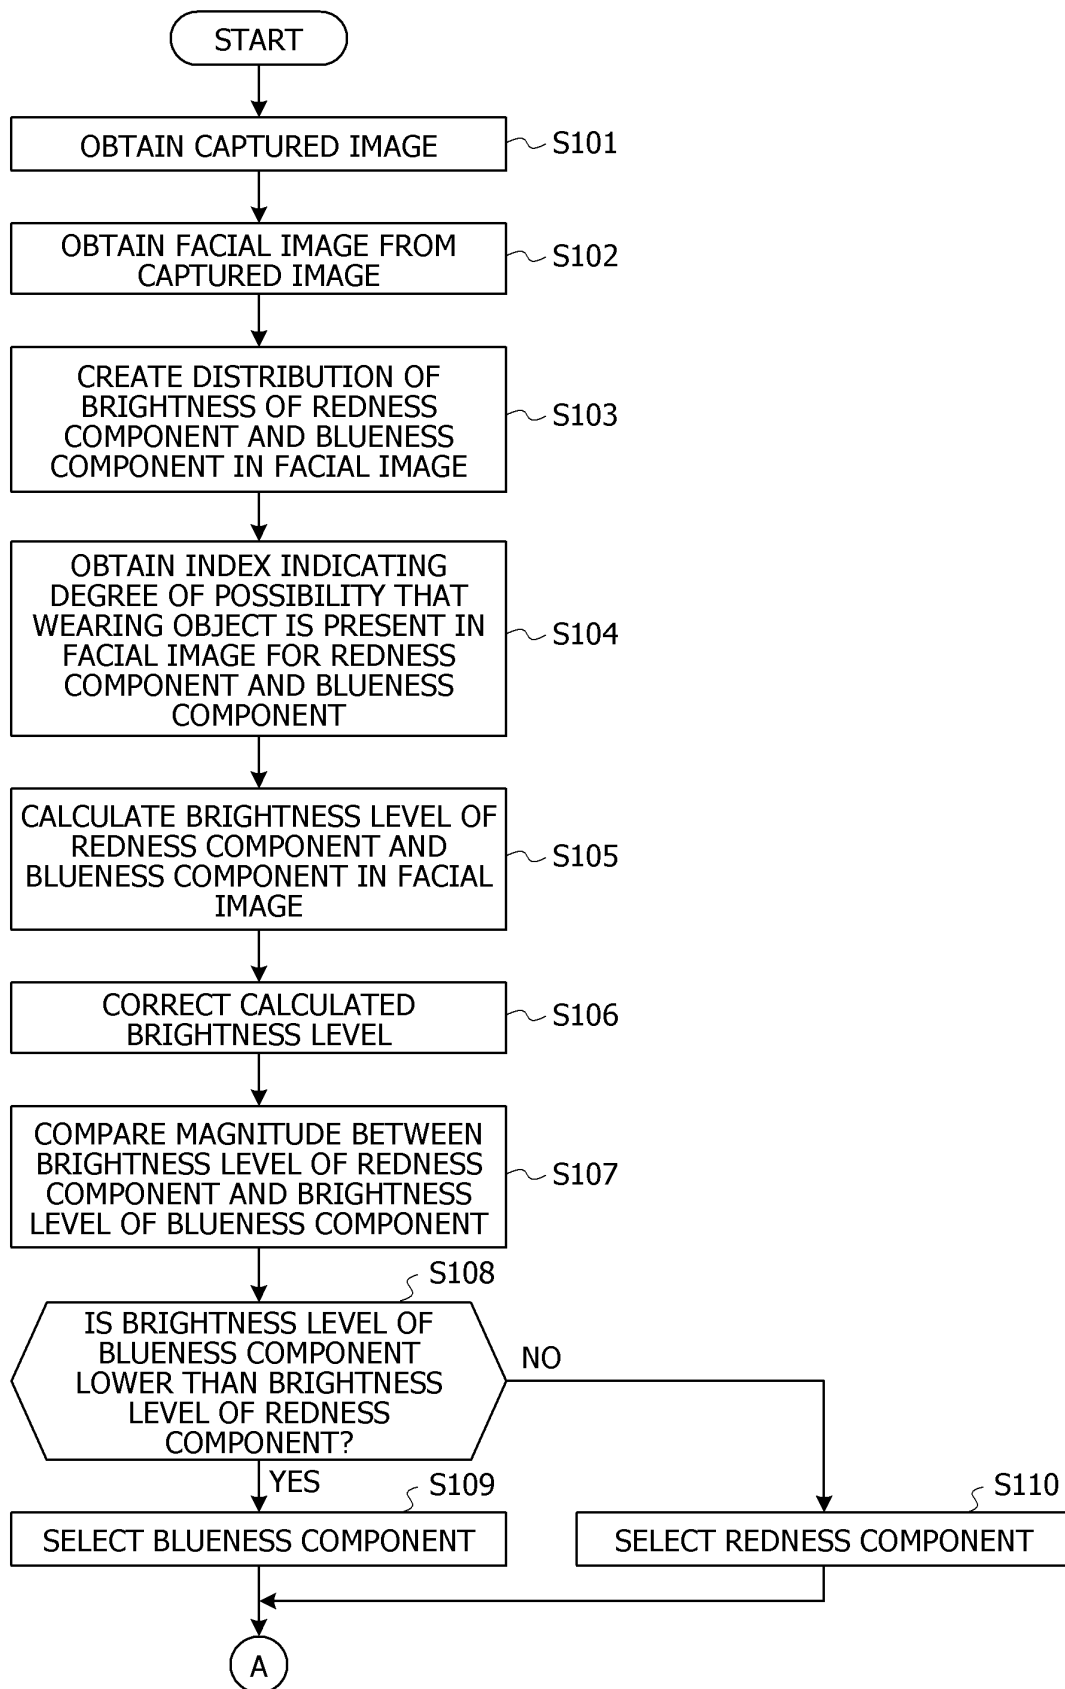 START
OBTAIN CAPTURED IMAGE
S101
OBTAIN FACIAL IMAGE FROM
CAPTURED IMAGE
S102
CREATE DISTRIBUTION OF
BRIGHTNESS OF REDNESS
COMPONENT AND BLUENESS
COMPONENT IN FACIAL IMAGE
S103
OBTAIN INDEX INDICATING
DEGREE OF POSSIBILITY THAT
WEARING OBJECT IS PRESENT IN
FACIAL IMAGE FOR REDNESS
COMPONENT AND BLUENESS
COMPONENT
S104
CALCULATE BRIGHTNESS LEVEL OF
REDNESS COMPONENT AND
BLUENESS COMPONENT IN FACIAL
IMAGE
S105
CORRECT CALCULATED
BRIGHTNESS LEVEL
S106
COMPARE MAGNITUDE BETWEEN
BRIGHTNESS LEVEL OF REDNESS
COMPONENT AND BRIGHTNESS
LEVEL OF BLUENESS COMPONENT
S107
S108
IS BRIGHTNESS LEVEL OF
BLUENESS COMPONENT
LOWER THAN BRIGHTNESS
LEVEL OF REDNESS
COMPONENT?
NO
YES
S109
SELECT BLUENESS COMPONENT
S110
SELECT REDNESS COMPONENT
A